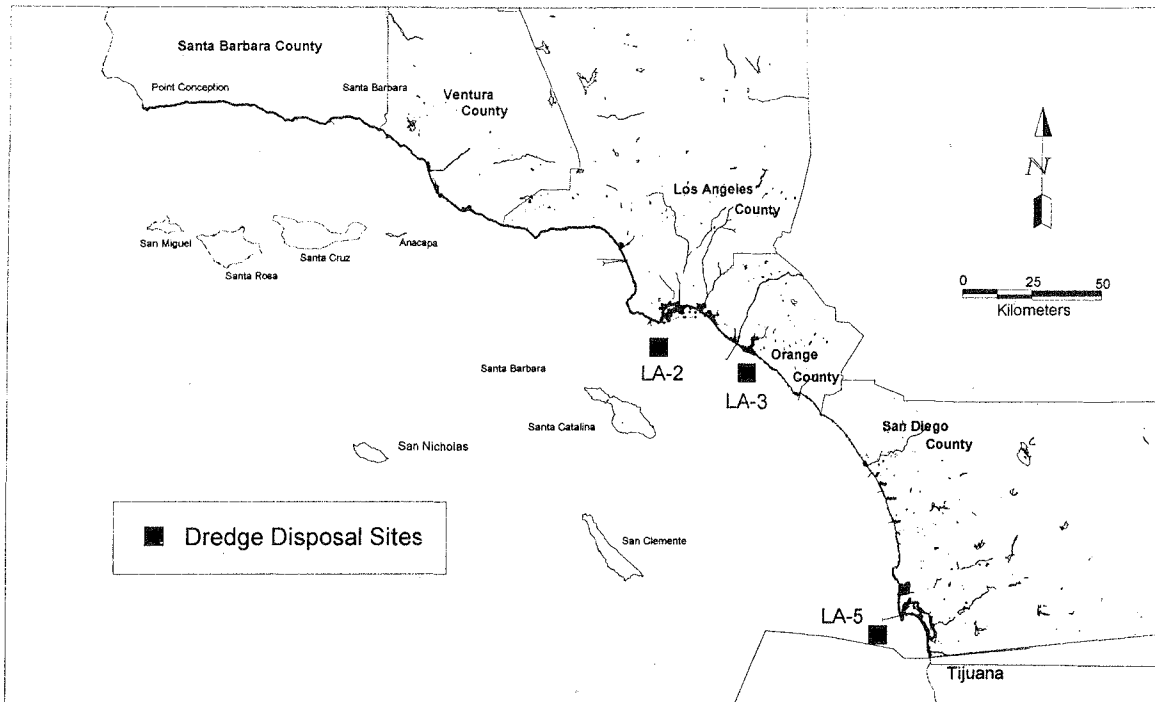 Santa Barbara County
Point Conception
Santa Barbara
Ventura
County
N
Los Angeles
County
San Miguel
Santa Rosa
Santa Cruz
Anacapa
0 25 50
Kilometers
LA-2
LA-3
Orange
County
Santa Barbara
Santa Catalina
San Nicholas
San Diego
County
Dredge Disposal Sites
San Clemente
LA-5
Tijuana